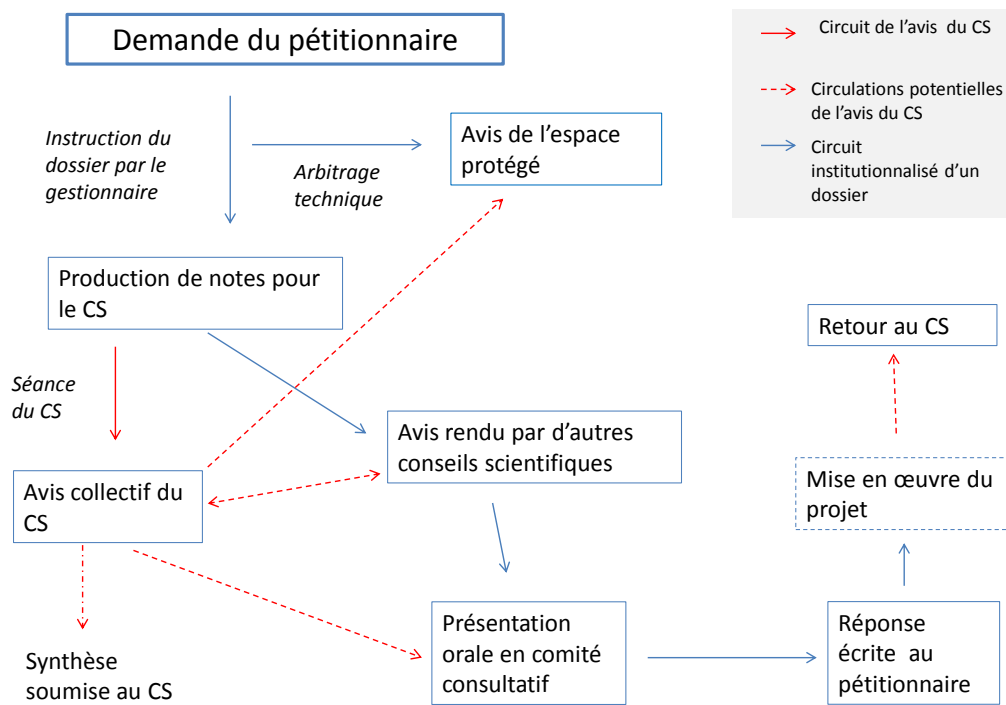 Demande du pétitionnaire
Circuit de l'avis du CS
Circulations potentielles
de l'avis du CS
Circuit
institutionnalisé d'un
dossier
Instruction du
dossier par le
gestionnaire
Arbitrage
technique
Avis de l'espace
protégé
Production de notes pour
le CS
Retour au CS
Séance
du CS
Avis rendu par d'autres
conseils scientifiques
Avis collectif du
CS
Mise en œuvre du
projet
Synthèse
soumise au CS
Présentation
orale en comité
consultatif
Réponse
écrite au
pétitionnaire